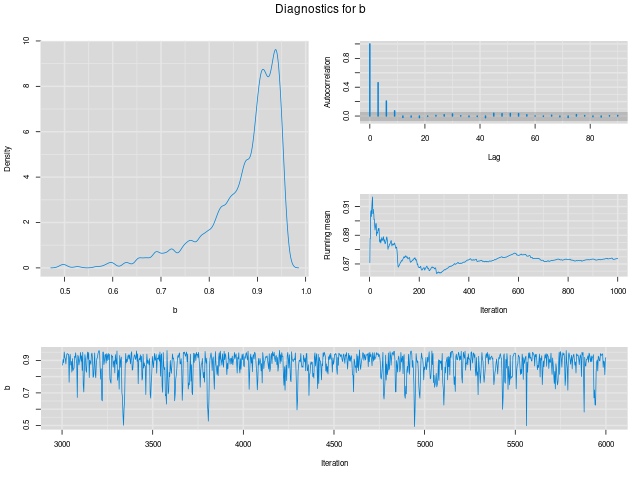 Diagnostics for b
Density
0 2 4 6 8 10
0.5 0.6 0.7 0.8 0.9 1.0
b
Autocorrelation
0.0 0.4 0.8
0 20 40 60 80
Lag
Running mean
0.87 0.89 0.91
0 200 400 600 800 1000
Iteration
b
0.5 0.7 0.9
3000 3500 4000 4500 5000 5500 6000
Iteration